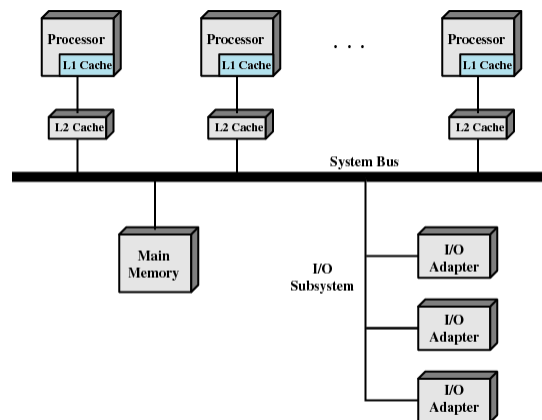 Processor
L1 Cache
L2 Cache
Processor
L1 Cache
L2 Cache
. . .
Processor
L1 Cache
L2 Cache
System Bus
Main
Memory
I/O
Subsystem
I/O
Adapter
I/O
Adapter
I/O
Adapter